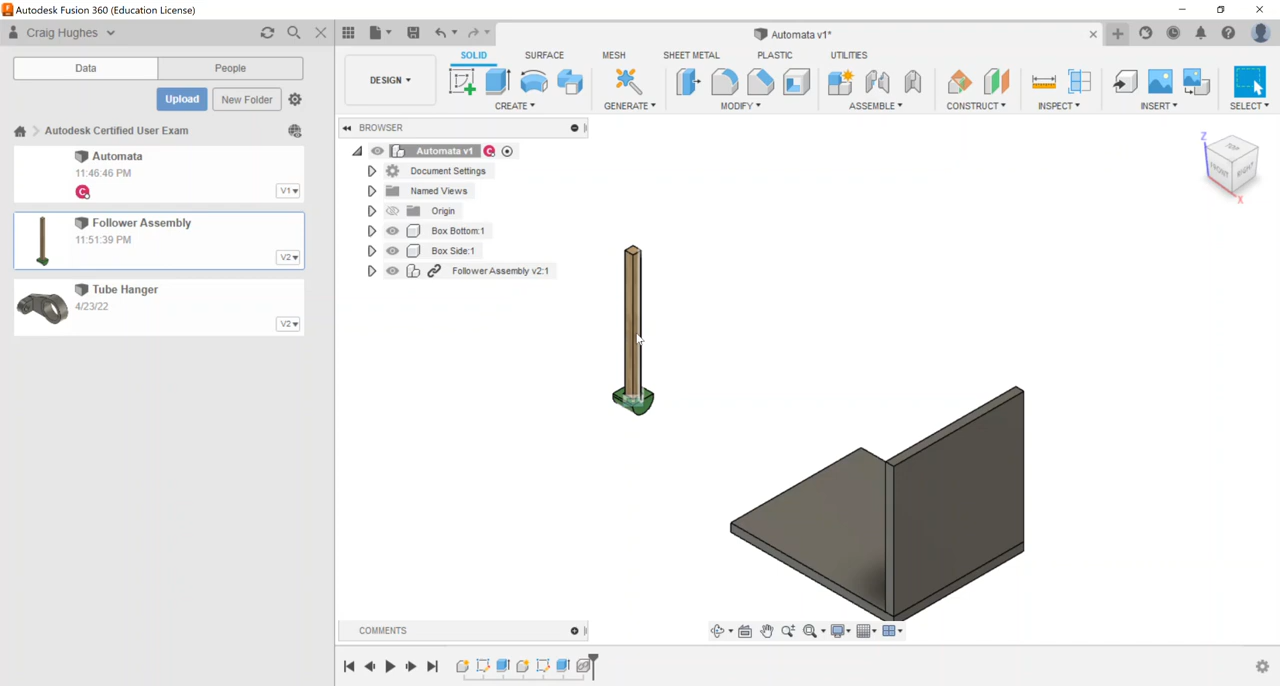 Autodesk Fusion 360 (Education License)
Craig Hughes
Automata v1*
Data
People
Upload
New Folder
Autodesk Certified User Exam
Automata
11:46:46 PM
C
V1
Follower Assembly
11:51:39 PM
V2
Tube Hanger
4/23/22
V2
SOLID SURFACE MESH SHEET METAL PLASTIC UTILITIES
DESIGN
CREATE GENERATE MODIFY ASSEMBLE CONSTRUCT INSPECT INSERT SELECT
BROWSER
Automata v1 C
Document Settings
Named Views
Origin
Box Bottom:1
Box Side:1
Follower Assembly v2:1
Z
TOP
FRONT
RIGHT
X
COMMENTS